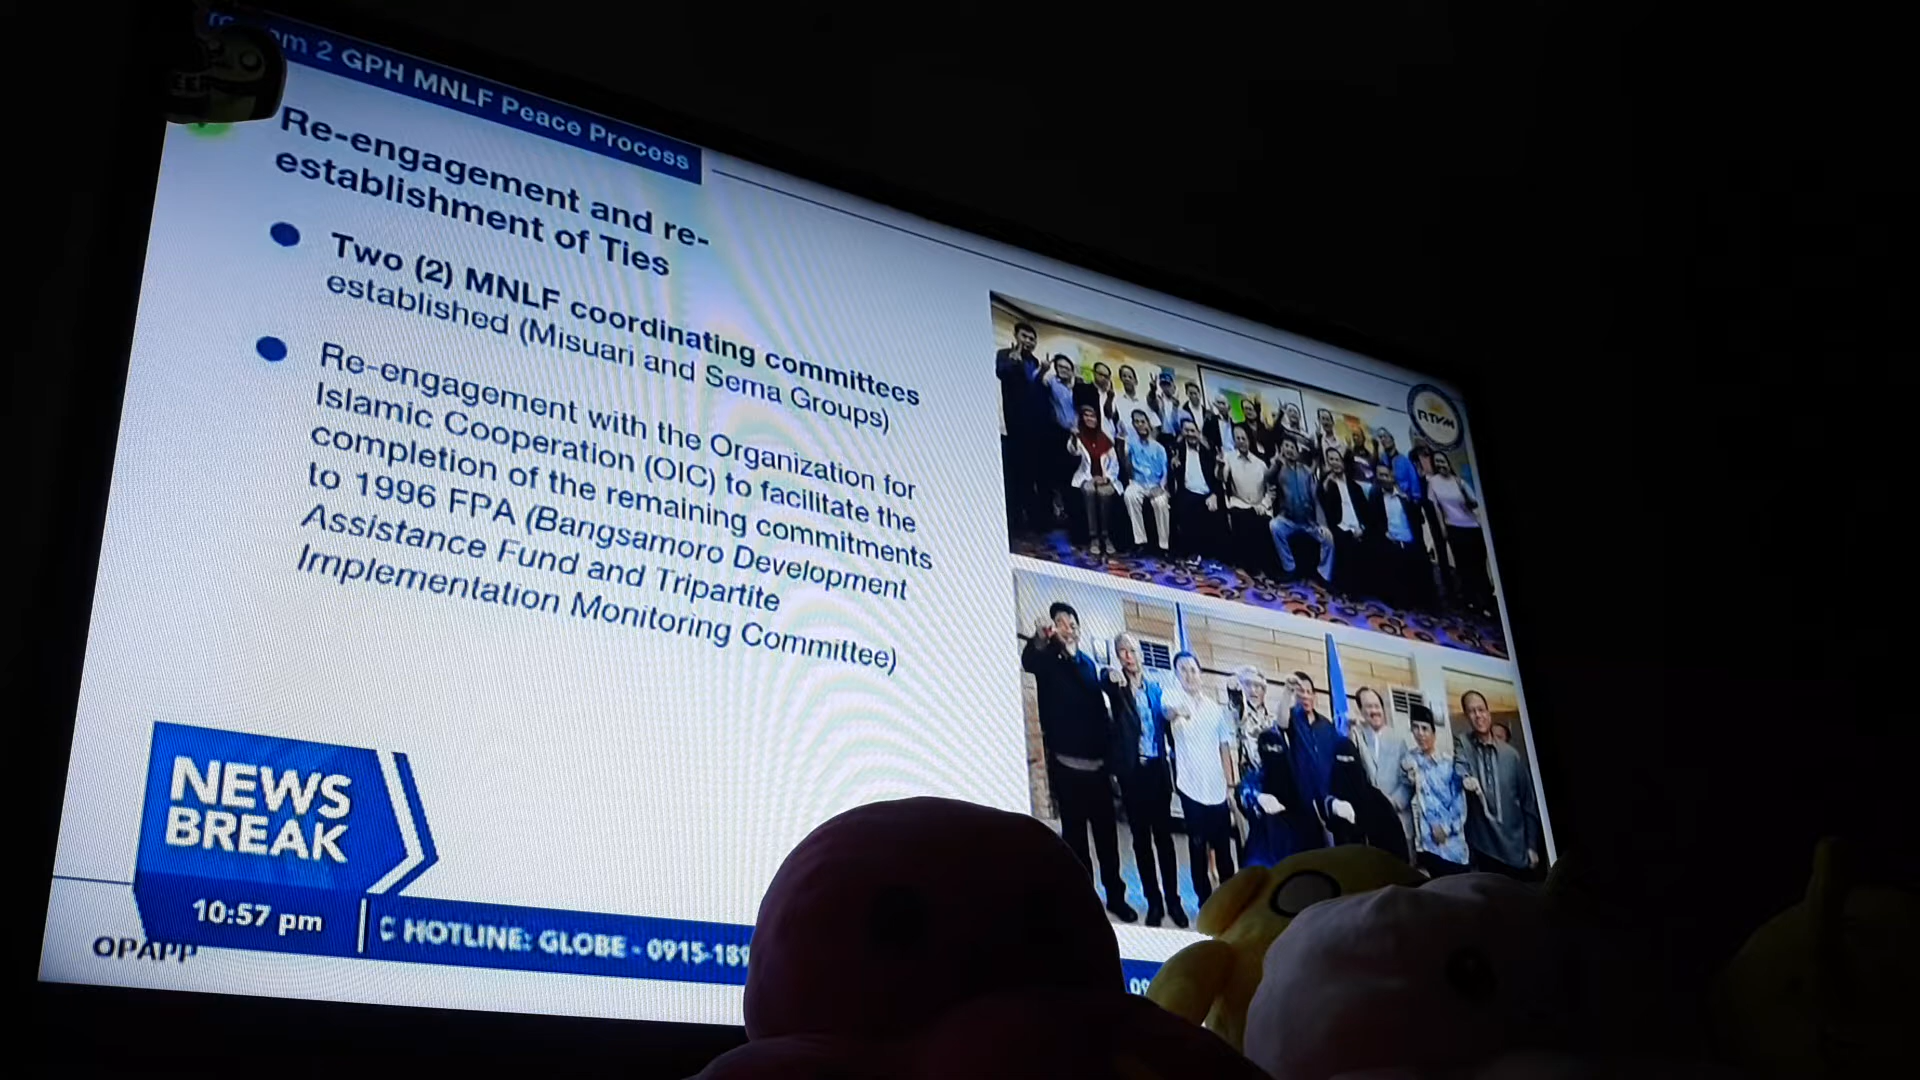 m 2 GPH MNLF Peace Process
Re-engagement and re-
establishment of Ties
Two (2) MNLF coordinating committees
established (Misuari and Sema Groups)
Re-engagement with the Organization for
Islamic Cooperation (OIC) to facilitate the
completion of the remaining commitments
to 1996 FPA (Bangsamoro Development
Assistance Fund and Tripartite
Implementation Monitoring Committee)
RTVM
NEWS
BREAK
10:57 pm
C HOTLINE: GLOBE - 0915-189
09
OPAPP